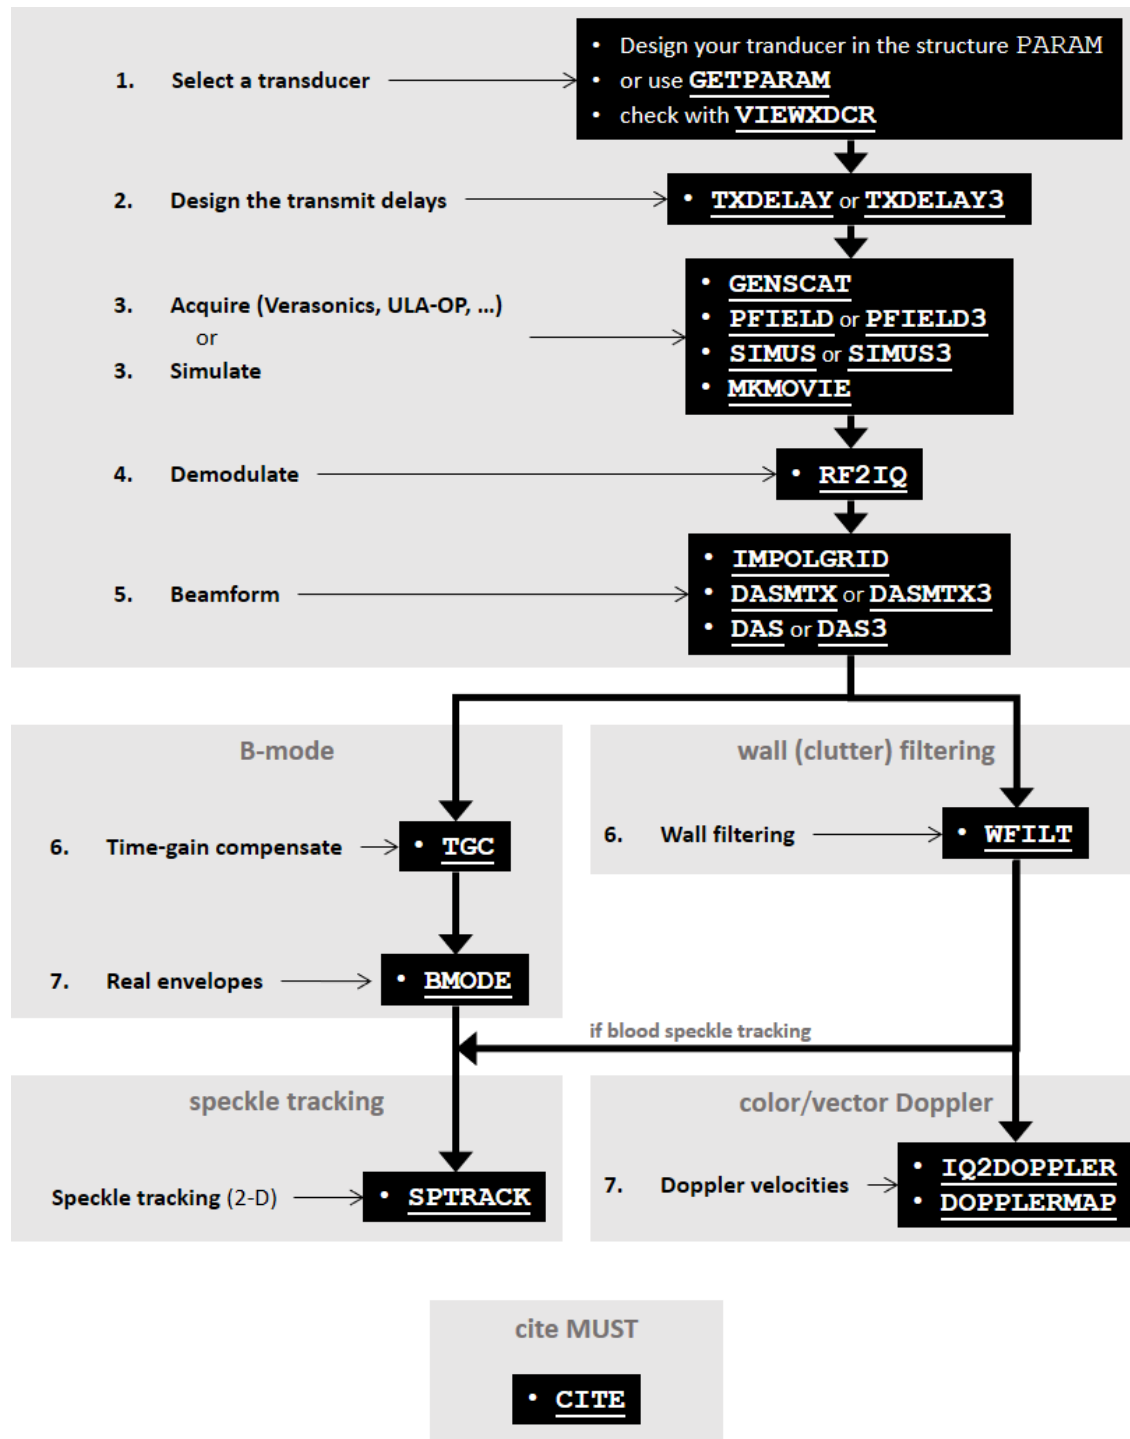 • Design your tranducer in the structure PARAM
1. Select a transducer
• or use GETPARAM
• check with VIEWXDCR
2. Design the transmit delays
• TXDELAY or TXDELAY3
3. Acquire (Verasonics, ULA-OP, ...)
or
3. Simulate
• GENSCAT
• PFIELD or PFIELD3
• SIMUS or SIMUS3
• MKMOVIE
4. Demodulate
• RF2IQ
5. Beamform
• IMPOLGRID
• DASMTX or DASMTX3
• DAS or DAS3
B-mode
6. Time-gain compensate
• TGC
7. Real envelopes
• BMODE
wall (clutter) filtering
6. Wall filtering
• WFILT
if blood speckle tracking
speckle tracking
Speckle tracking (2-D)
• SPTRACK
color/vector Doppler
7. Doppler velocities
• IQ2DOPPLER
• DOPPLERMAP
cite MUST
• CITE